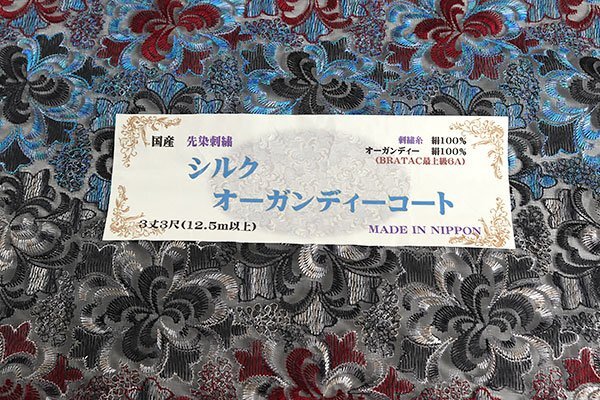 国産 先染刺繍
刺繍糸 絹100%
オーガンディー 絹100%
(BRATAC最上級6A)
シルク
オーガンディーコート
3丈3尺(12.5m以上)
MADE IN NIPPON